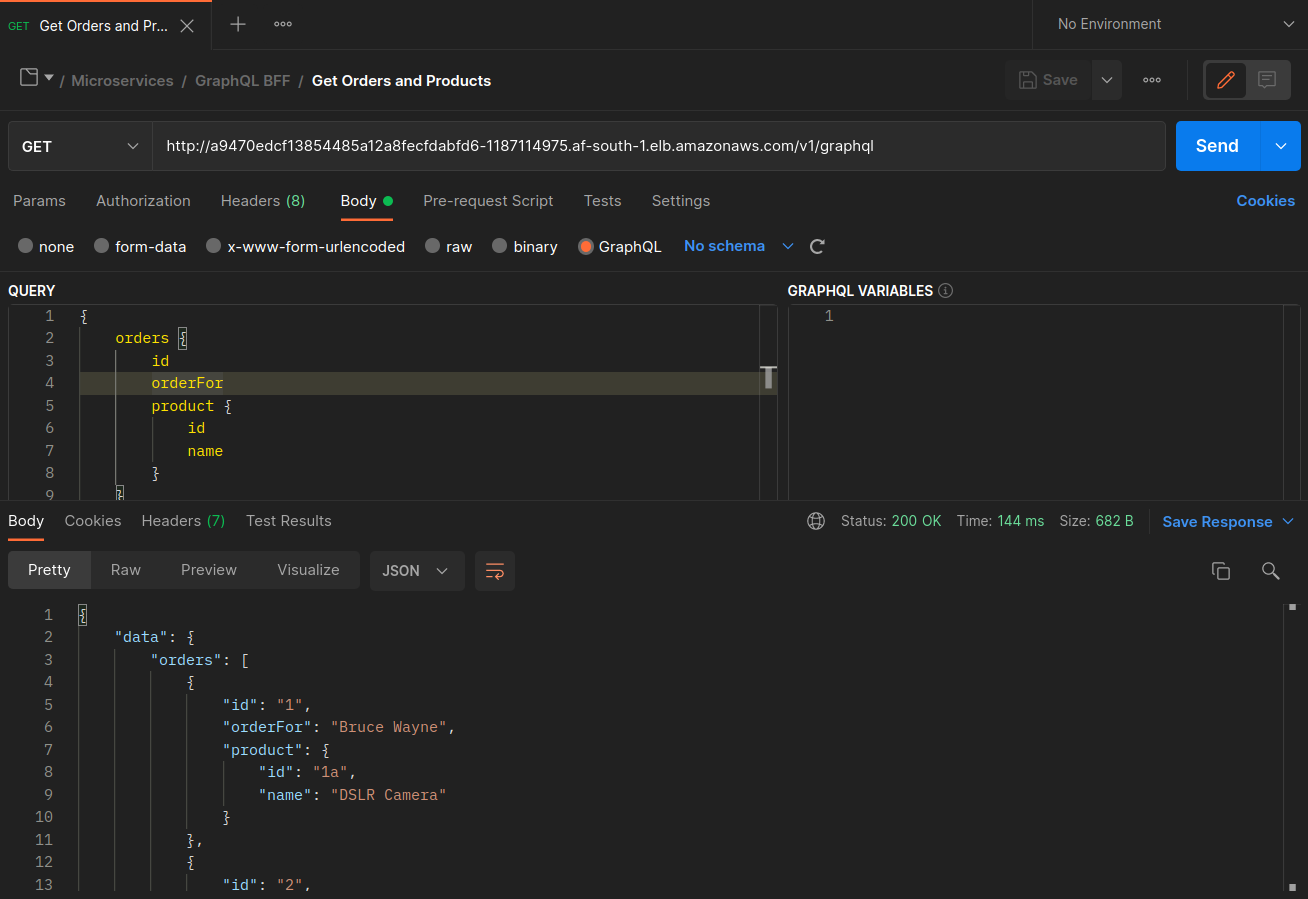 GET Get Orders and Pr... No Environment
/ Microservices / GraphQL BFF / Get Orders and Products Save
GET http://a9470edcf13854485a12a8fecfdabfd6-1187114975.af-south-1.elb.amazonaws.com/v1/graphql Send
Params Authorization Headers (8) Body Pre-request Script Tests Settings Cookies
none form-data x-www-form-urlencoded raw binary GraphQL No schema
QUERY GRAPHQL VARIABLES
1 { 1
2 orders {
3 id
4 orderFor
5 product {
6 id
7 name
8 }
9 }
Body Cookies Headers (7) Test Results Status: 200 OK Time: 144 ms Size: 682 B Save Response
Pretty Raw Preview Visualize JSON
1 {
2 "data": {
3 "orders": [
4 {
5 "id": "1",
6 "orderFor": "Bruce Wayne",
7 "product": {
8 "id": "1a",
9 "name": "DSLR Camera"
10 }
11 },
12 {
13 "id": "2",